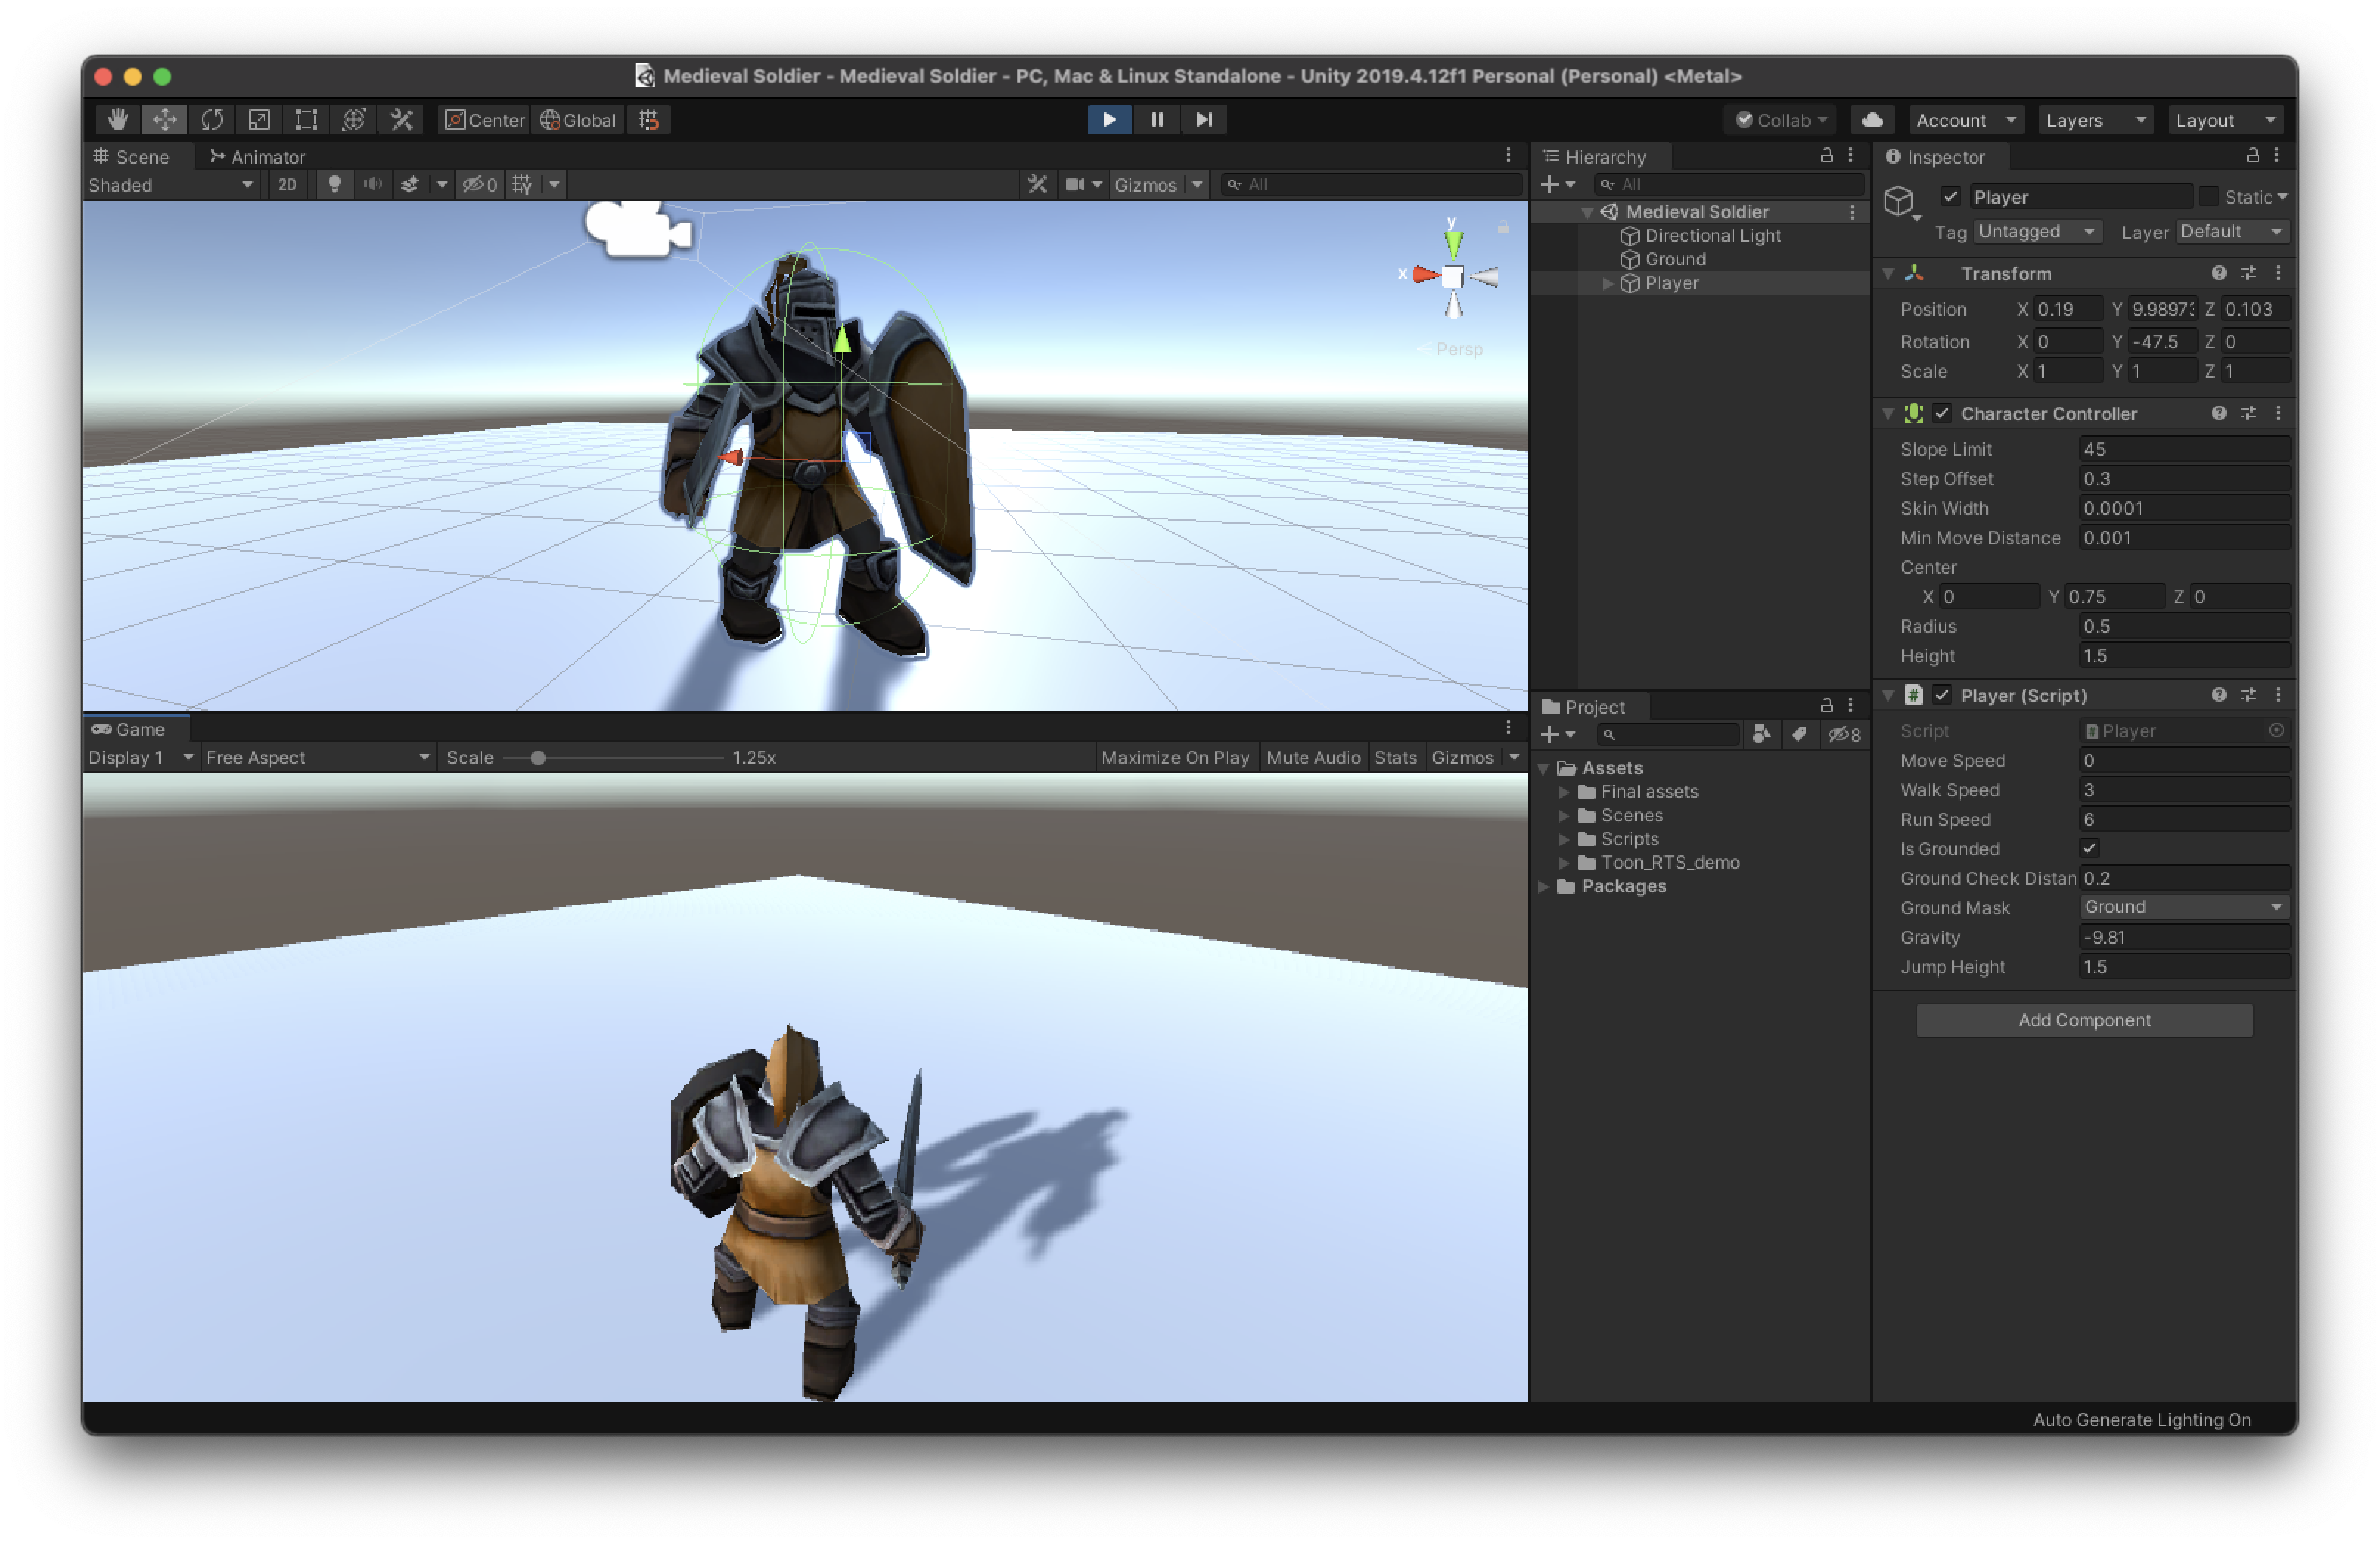 Medieval Soldier - Medieval Soldier - PC, Mac & Linux Standalone - Unity 2019.4.12f1 Personal (Personal) <Metal>
Center Global Collab Account Layers Layout
Scene Animator
Shaded 2D 0 Gizmos All
y
x
Persp
Game
Display 1 Free Aspect Scale 1.25x Maximize On Play Mute Audio Stats Gizmos
Hierarchy
All
Medieval Soldier
Directional Light
Ground
Player
Project
8
Assets
Final assets
Scenes
Scripts
Toon_RTS_demo
Packages
Inspector
Player Static
Tag Untagged Layer Default
Transform
Position X 0.19 Y 9.9897 Z 0.103
Rotation X 0 Y -47.5 Z 0
Scale X 1 Y 1 Z 1
Character Controller
Slope Limit 45
Step Offset 0.3
Skin Width 0.0001
Min Move Distance 0.001
Center
X 0 Y 0.75 Z 0
Radius 0.5
Height 1.5
# Player (Script)
Script Player
Move Speed 0
Walk Speed 3
Run Speed 6
Is Grounded
Ground Check Distan 0.2
Ground Mask Ground
Gravity -9.81
Jump Height 1.5
Add Component
Auto Generate Lighting On